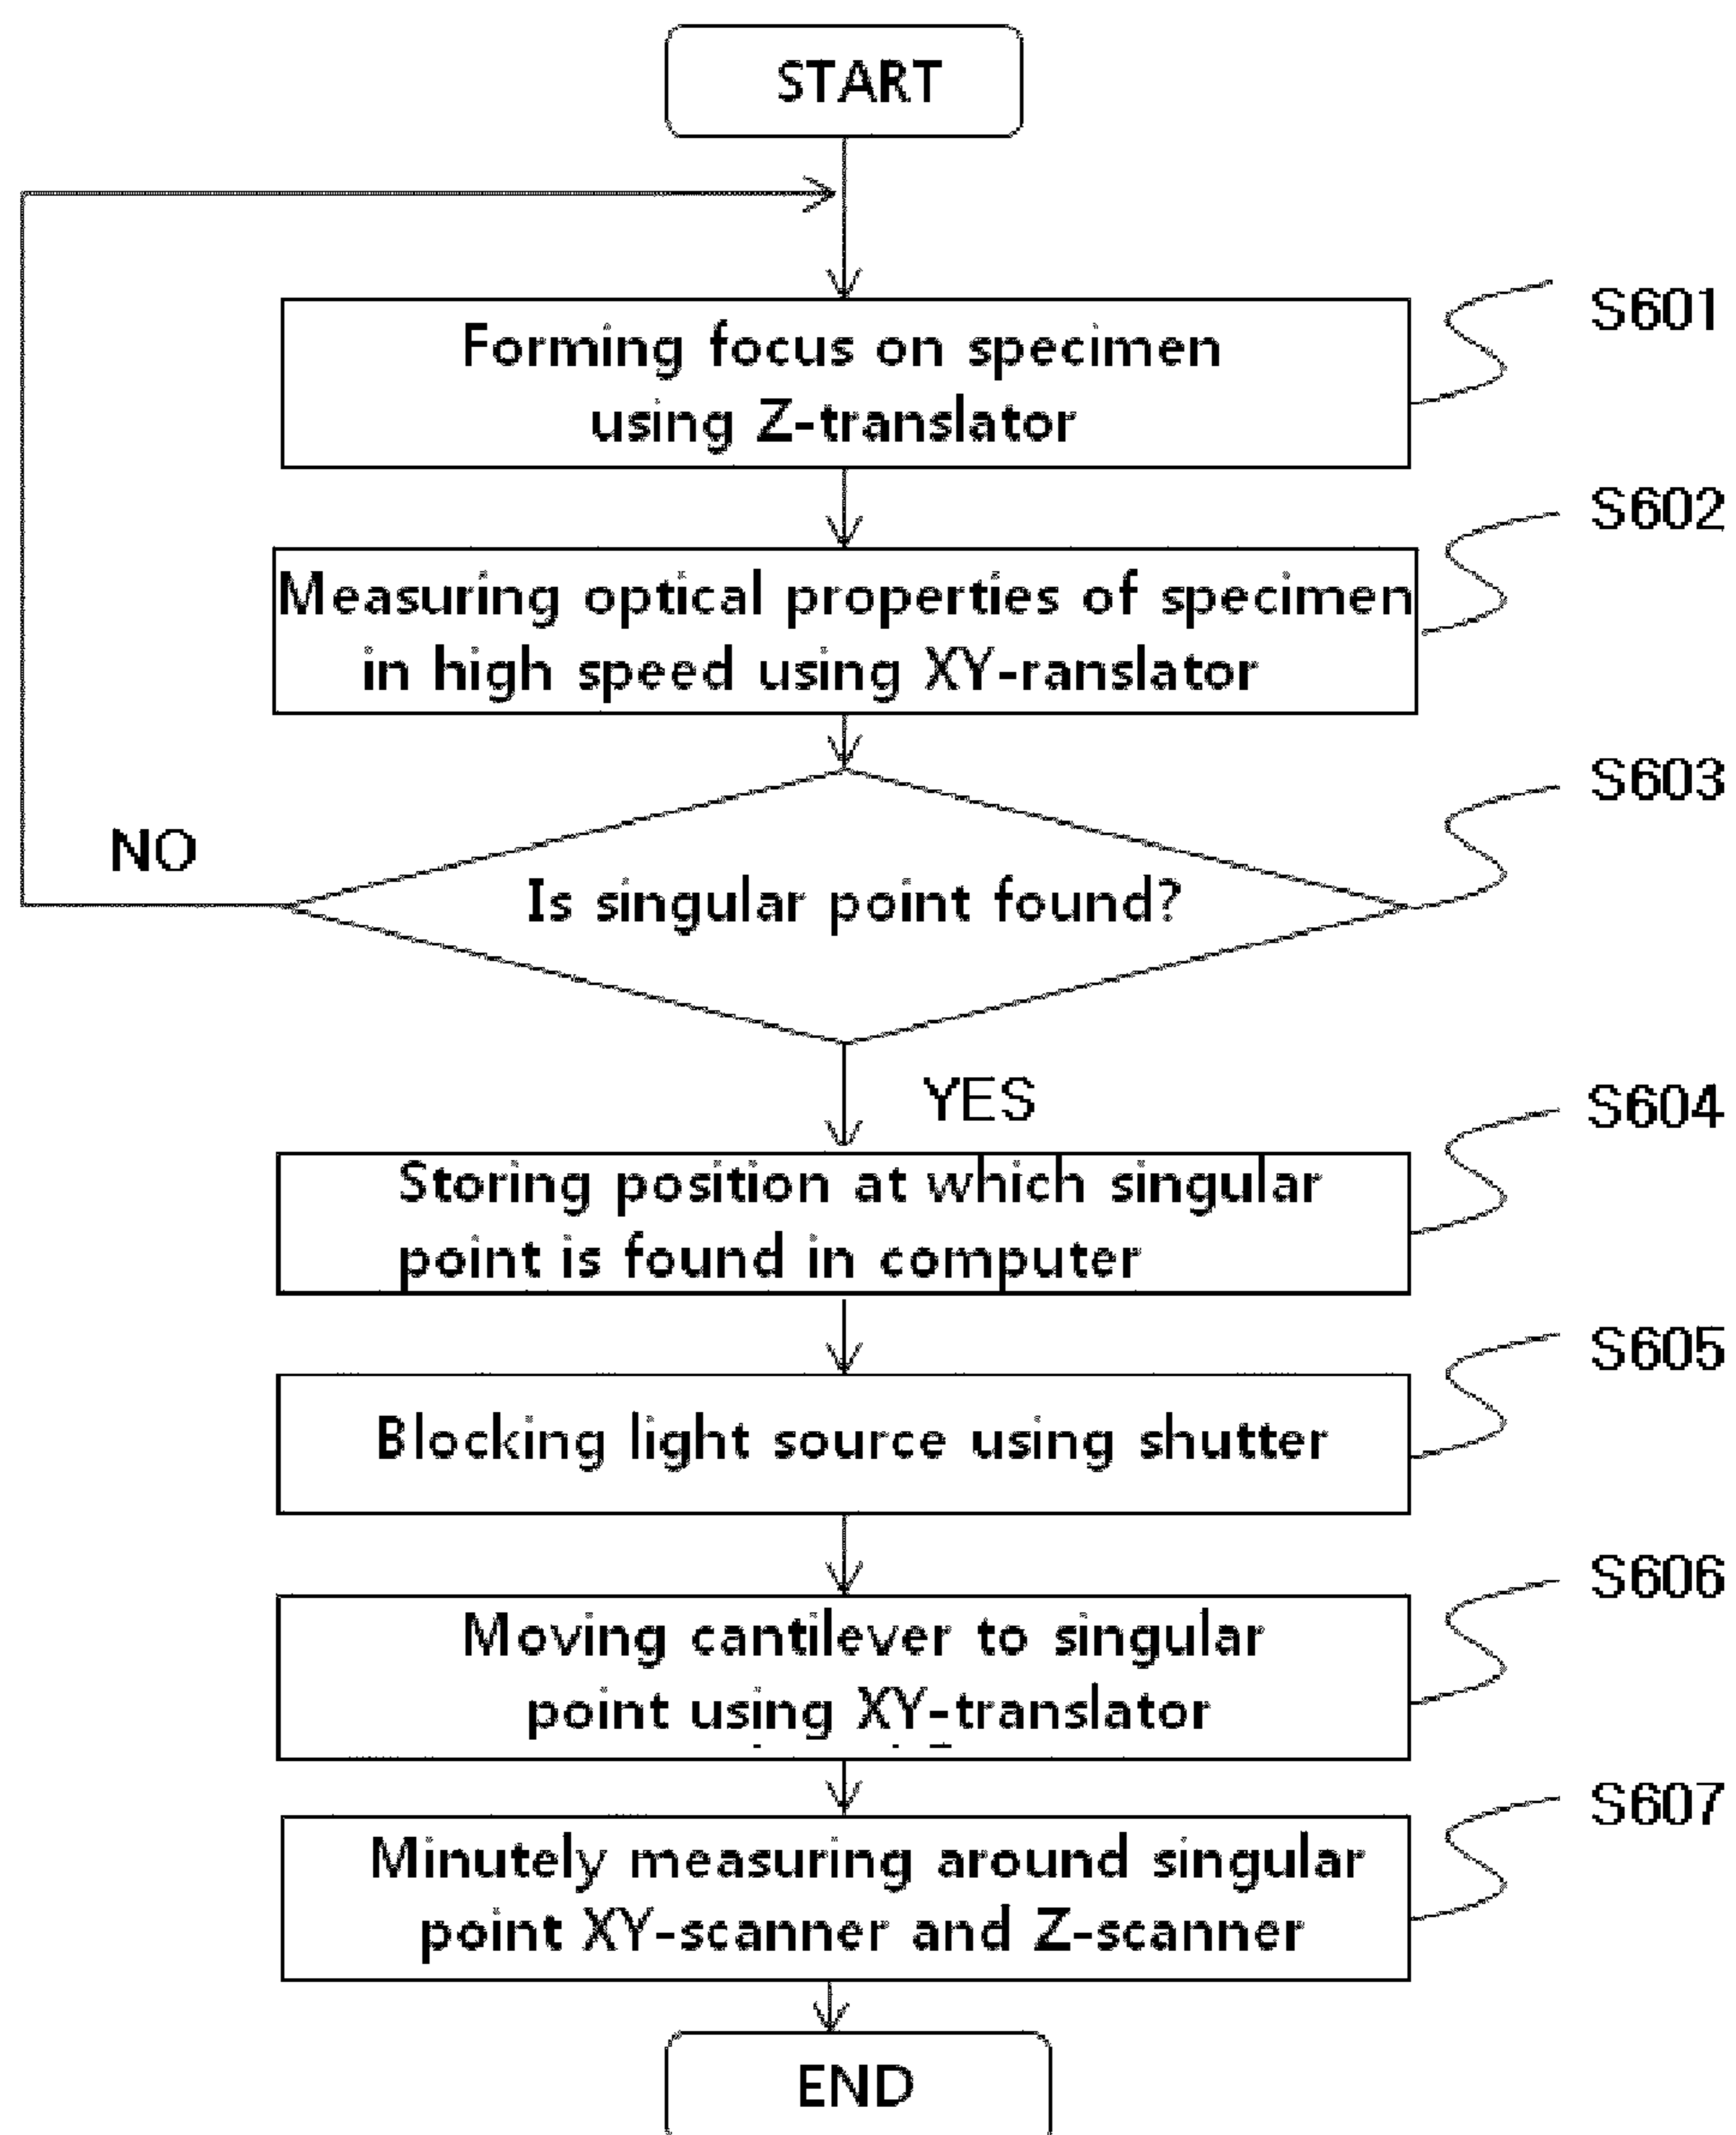 START
Forming focus on specimen
using Z-translator
S601
Measuring optical properties of specimen
in high speed using XY-ranslator
S602
Is singular point found?
S603
NO
YES
Storing position at which singular
point is found in computer
S604
Blocking light source using shutter
S605
Moving cantilever to singular
point using XY-translator
S606
Minutely measuring around singular
point XY-scanner and Z-scanner
S607
END